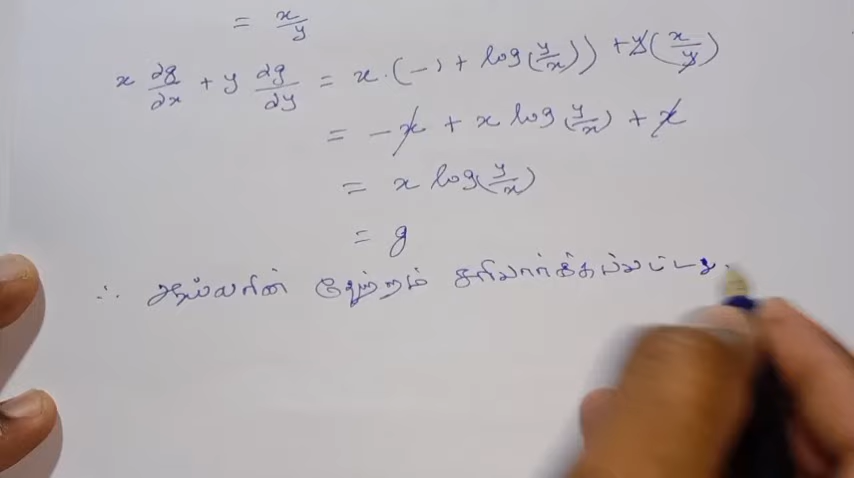 = x/y
x ∂g/∂x + y ∂g/∂y = x·(-1 + log(y/x)) + y(x/y)
= -x + x log(y/x) + x
= x log(y/x)
= g
∴ ஆய்லரின் தேற்றம் சரிபார்க்கப்பட்டது.